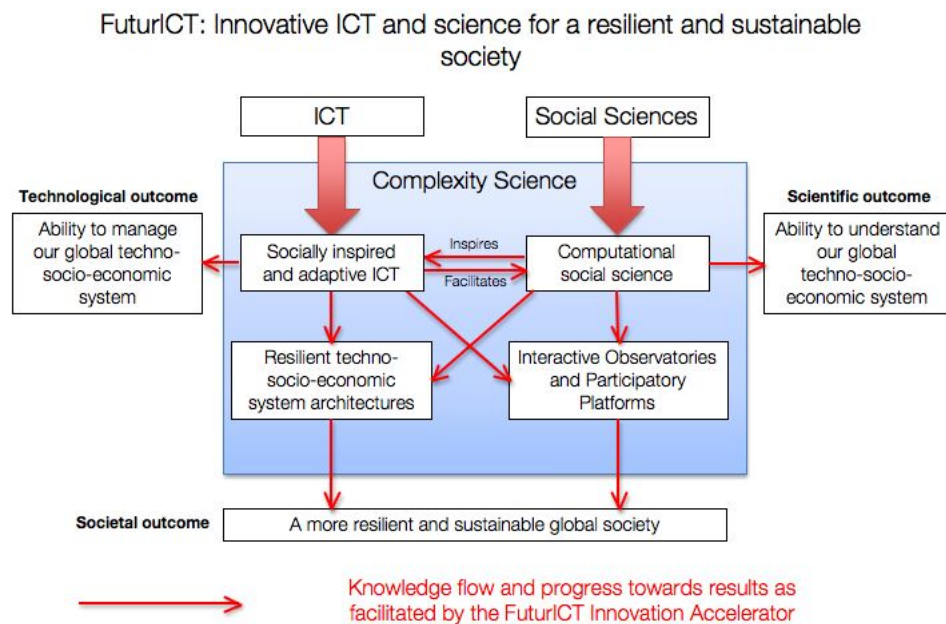 FuturICT: Innovative ICT and science for a resilient and sustainable
society
ICT
Social Sciences
Complexity Science
Technological outcome
Ability to manage
our global techno-
socio-economic
system
Socially inspired
and adaptive ICT
Inspires
Facilitates
Computational
social science
Scientific outcome
Ability to understand
our global
techno-socio-
economic system
Resilient techno-
socio-economic
system architectures
Interactive Observatories
and Participatory
Platforms
Societal outcome
A more resilient and sustainable global society
Knowledge flow and progress towards results as
facilitated by the FuturICT Innovation Accelerator